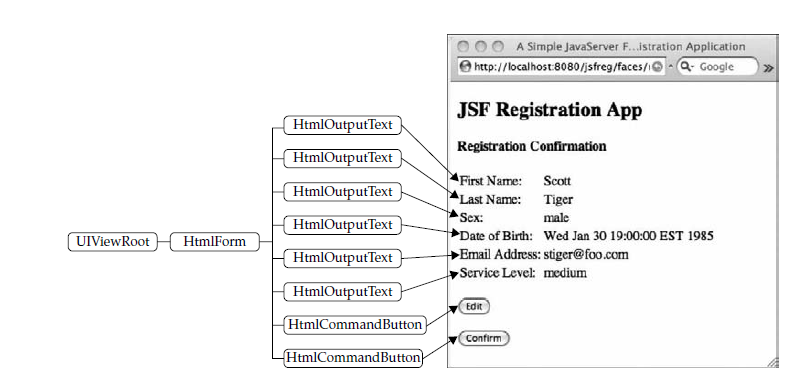 UIViewRoot
HtmlForm
HtmlOutputText
HtmlOutputText
HtmlOutputText
HtmlOutputText
HtmlOutputText
HtmlOutputText
HtmlCommandButton
HtmlCommandButton
A Simple JavaServer F...istration Application
http://localhost:8080/jsfreg/faces/
Google
JSF Registration App
Registration Confirmation
First Name: Scott
Last Name: Tiger
Sex: male
Date of Birth: Wed Jan 30 19:00:00 EST 1985
Email Address: stiger@foo.com
Service Level: medium
Edit
Confirm